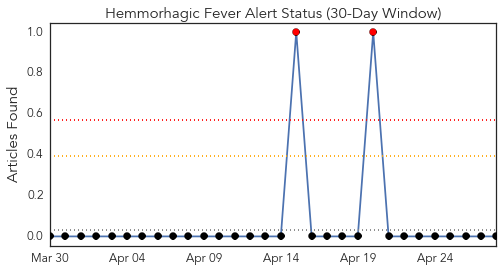 Hemmorhagic Fever Alert Status (30-Day Window)
Articles Found
1.0
0.8
0.6
0.4
0.2
0.0
Mar 30 Apr 04 Apr 09 Apr 14 Apr 19 Apr 24